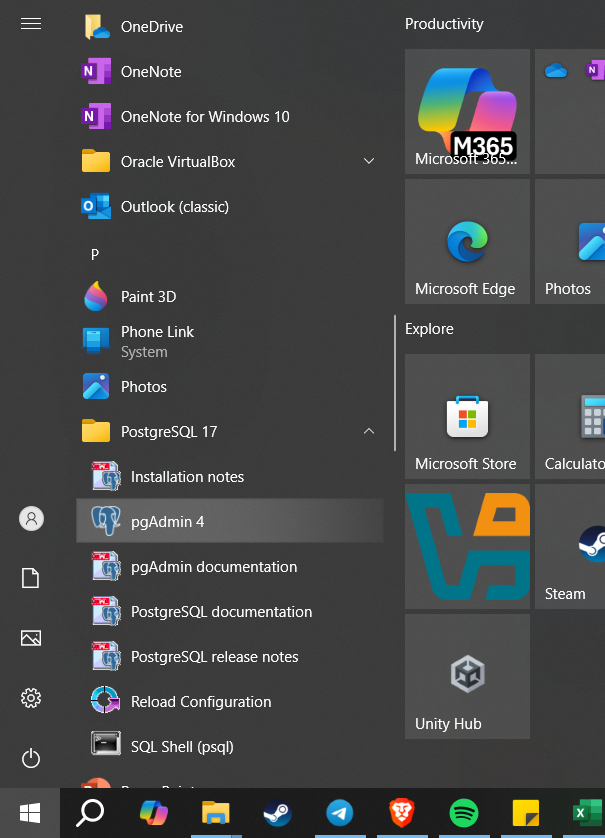 OneDrive
OneNote
OneNote for Windows 10
Oracle VirtualBox
Outlook (classic)
P
Paint 3D
Phone Link
System
Photos
PostgreSQL 17
Installation notes
pgAdmin 4
pgAdmin documentation
PostgreSQL documentation
PostgreSQL release notes
Reload Configuration
SQL Shell (psql)
Productivity
M365
Microsoft 365...
Microsoft Edge
Photos
Explore
Microsoft Store
Calculato
Steam
Unity Hub